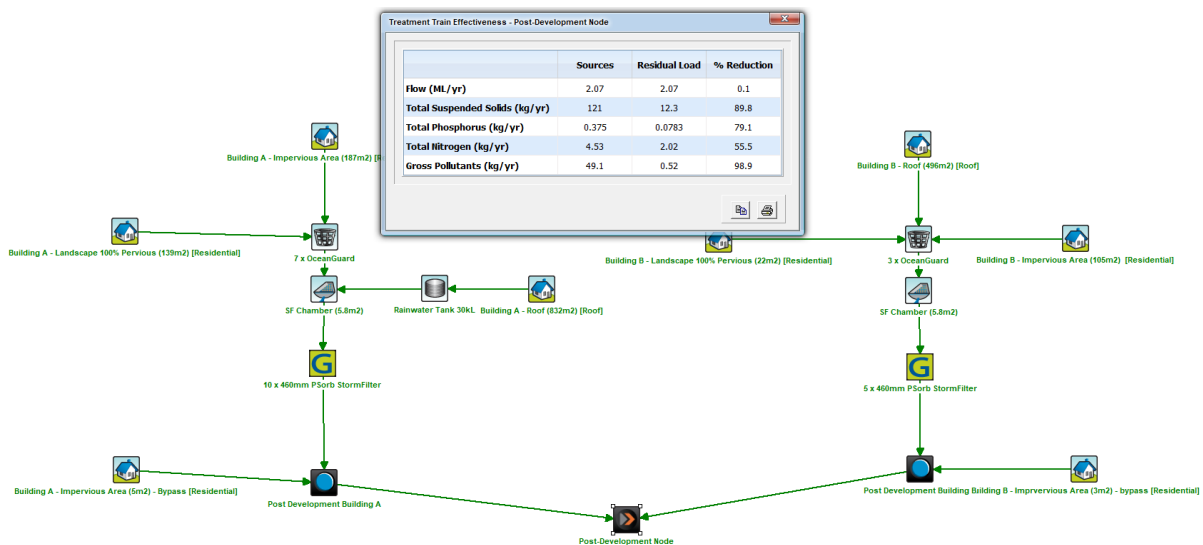 Treatment Train Effectiveness - Post-Development Node
x
Sources Residual Load % Reduction
Flow (ML/yr) 2.07 2.07 0.1
Total Suspended Solids (kg/yr) 121 12.3 89.8
Total Phosphorus (kg/yr) 0.375 0.0783 79.1
Total Nitrogen (kg/yr) 4.53 2.02 55.5
Gross Pollutants (kg/yr) 49.1 0.52 98.9
Building A - Impervious Area (187m2) [R
Building B - Roof (496m2) [Roof]
Building A - Landscape 100% Pervious (139m2) [Residential]
7 x OceanGuard
Building B - Landscape 100% Pervious (22m2) [Residential]
3 x OceanGuard
Building B - Impervious Area (105m2) [Residential]
SF Chamber (5.8m2)
Rainwater Tank 30kL
Building A - Roof (832m2) [Roof]
SF Chamber (5.8m2)
G
10 x 460mm PSorb StormFilter
G
5 x 460mm PSorb StormFilter
Building A - Impervious Area (5m2) - Bypass [Residential]
Post Development Building A
Post Development Building Building B - Imprvervious Area (3m2) - bypass [Residential]
Post-Development Node